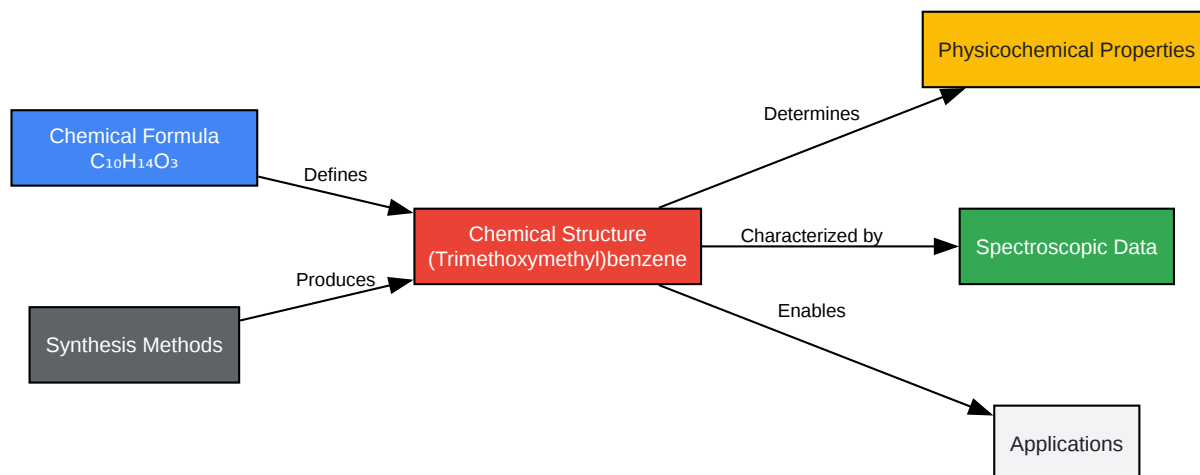 Physicochemical Properties
Determines
Chemical Formula
C₁₀H₁₄O₃
Defines
Chemical Structure
(Trimethoxymethyl)benzene
Characterized by
Spectroscopic Data
Produces
Synthesis Methods
Enables
Applications